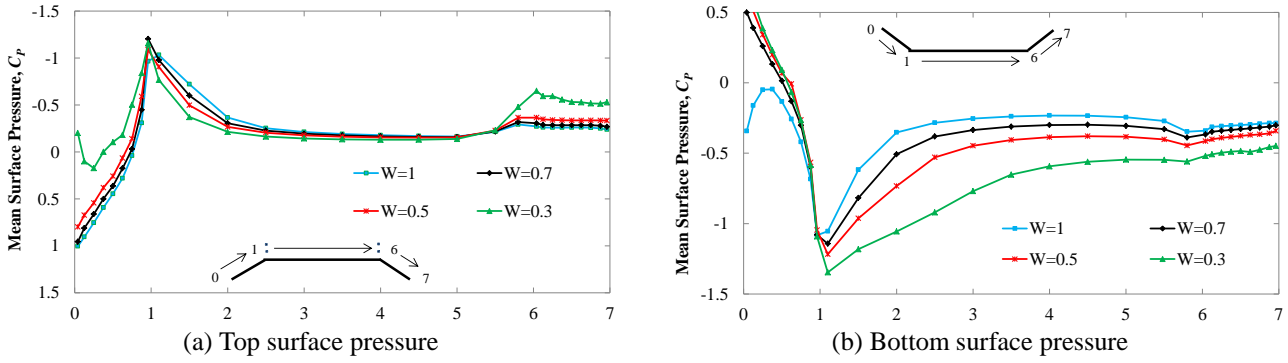 Mean Surface Pressure, Cₚ
-1.5
-1
-0.5
0
0.5
1
1.5
0 1 2 3 4 5 6 7
W=1 W=0.7
W=0.5 W=0.3
0 1 6 7
(a) Top surface pressure
Mean Surface Pressure, Cₚ
0.5
0
-0.5
-1
-1.5
0 1 2 3 4 5 6 7
0 1 6 7
W=1 W=0.7
W=0.5 W=0.3
(b) Bottom surface pressure